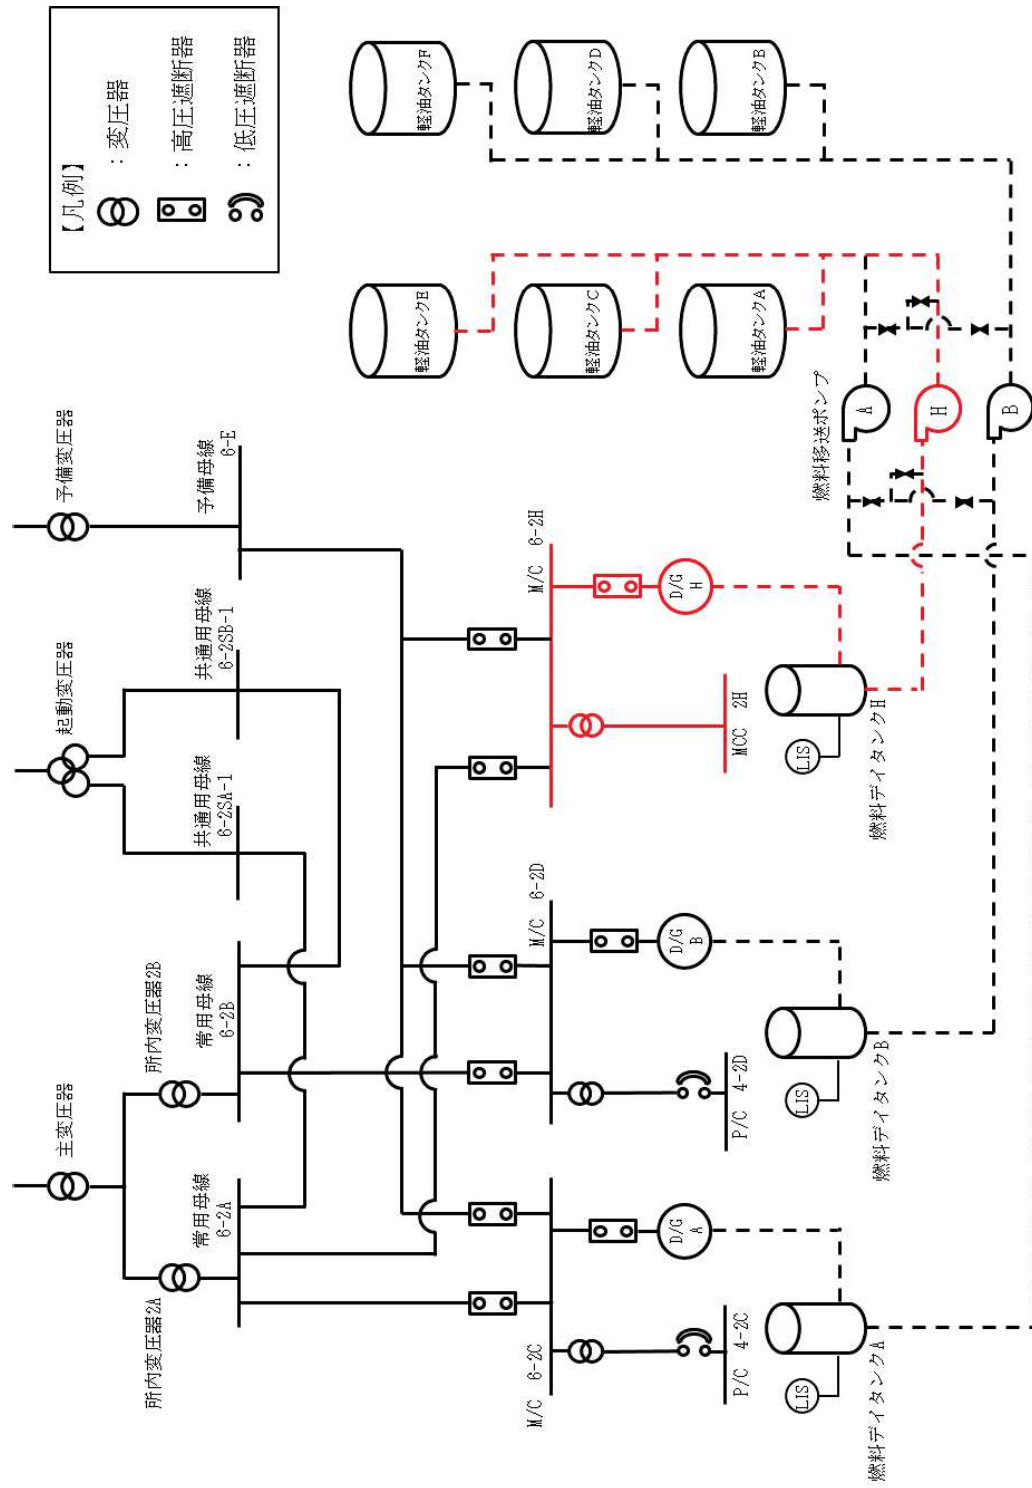 主変圧器
起動変圧器
予備変圧器
所内変圧器2A
所内変圧器2B
常用母線
6-2A
常用母線
6-2B
共通用母線
6-2SA-1
共通用母線
6-2SB-1
予備母線
6-E
M/C 6-2C
M/C 6-2D
M/C 6-2H
P/C 4-2C
P/C 4-2D
MCC 2H
D/G
A
D/G
B
D/G
H
LIS
LIS
LIS
燃料デイタンクA
燃料デイタンクB
燃料デイタンクH
燃料移送ポンプ
A
H
B
軽油タンクE
軽油タンクC
軽油タンクA
軽油タンクF
軽油タンクD
軽油タンクB
【凡例】
：変圧器
：高圧遮断器
：低圧遮断器